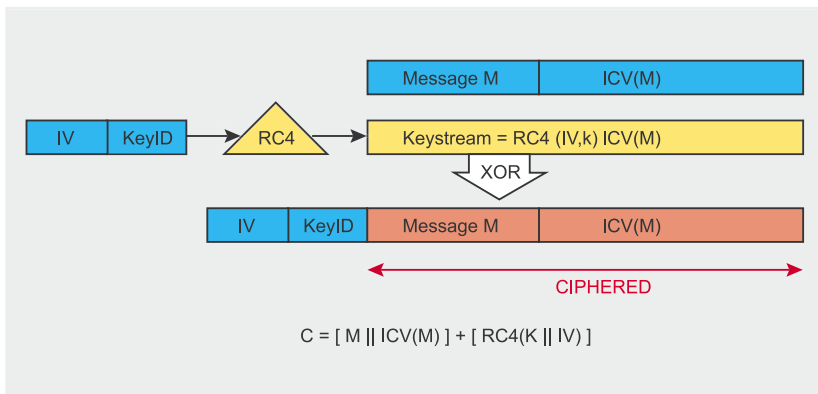 Message M ICV(M)
IV KeyID RC4 Keystream = RC4 (IV,k) ICV(M)
XOR
IV KeyID Message M ICV(M)
CIPHERED
C = [ M || ICV(M) ] + [ RC4(K || IV) ]